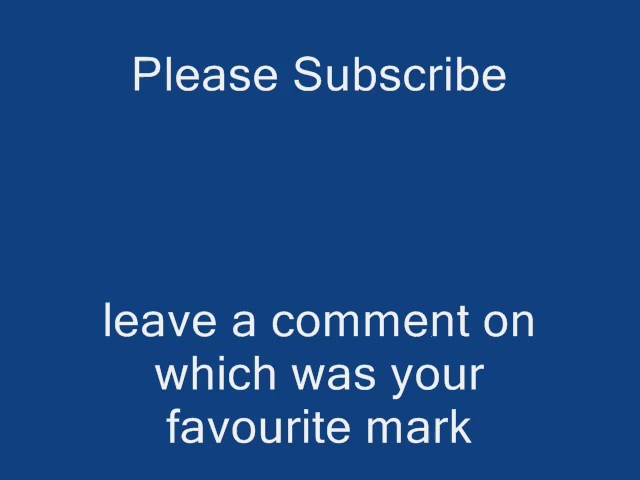 Please Subscribe
leave a comment on
which was your
favourite mark